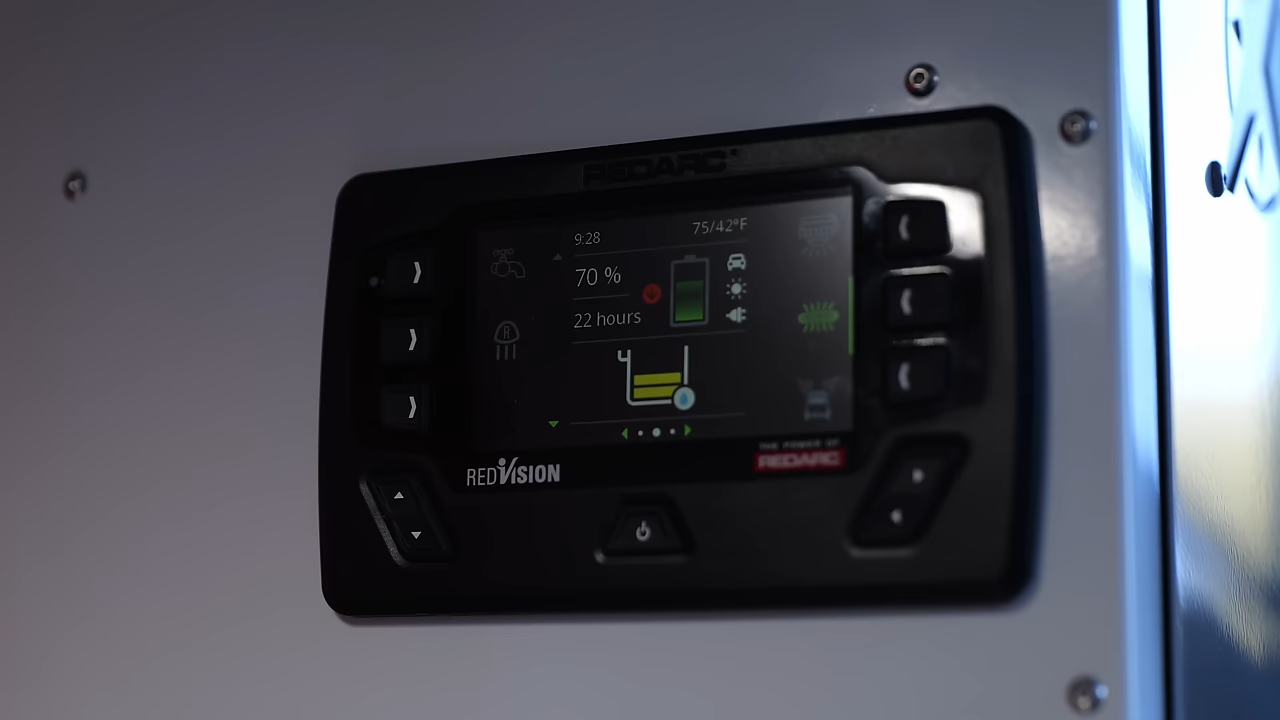 REDARC
9:28 75/42°F
70 %
22 hours
R
THE POWER OF
REDARC
REDVISION